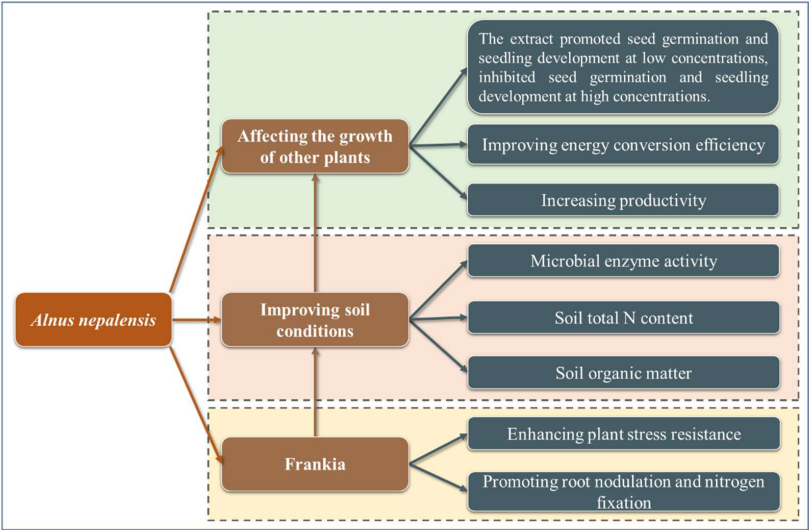 Alnus nepalensis
Affecting the growth
of other plants
The extract promoted seed germination and
seedling development at low concentrations,
inhibited seed germination and seedling
development at high concentrations.
Improving energy conversion efficiency
Increasing productivity
Improving soil
conditions
Microbial enzyme activity
Soil total N content
Soil organic matter
Frankia
Enhancing plant stress resistance
Promoting root nodulation and nitrogen
fixation